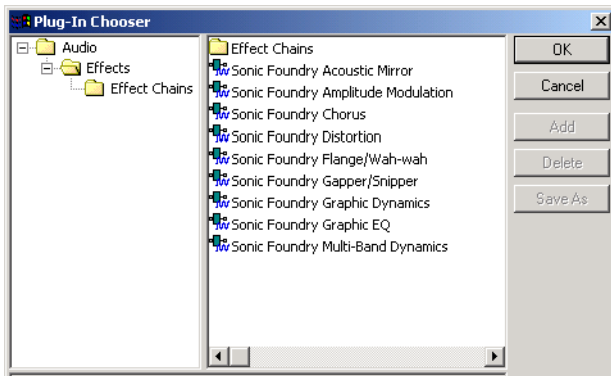 Plug-In Chooser
Audio
Effects
Effect Chains
Effect Chains
Sonic Foundry Acoustic Mirror
Sonic Foundry Amplitude Modulation
Sonic Foundry Chorus
Sonic Foundry Distortion
Sonic Foundry Flange/Wah-wah
Sonic Foundry Gapper/Snipper
Sonic Foundry Graphic Dynamics
Sonic Foundry Graphic EQ
Sonic Foundry Multi-Band Dynamics
OK
Cancel
Add
Delete
Save As